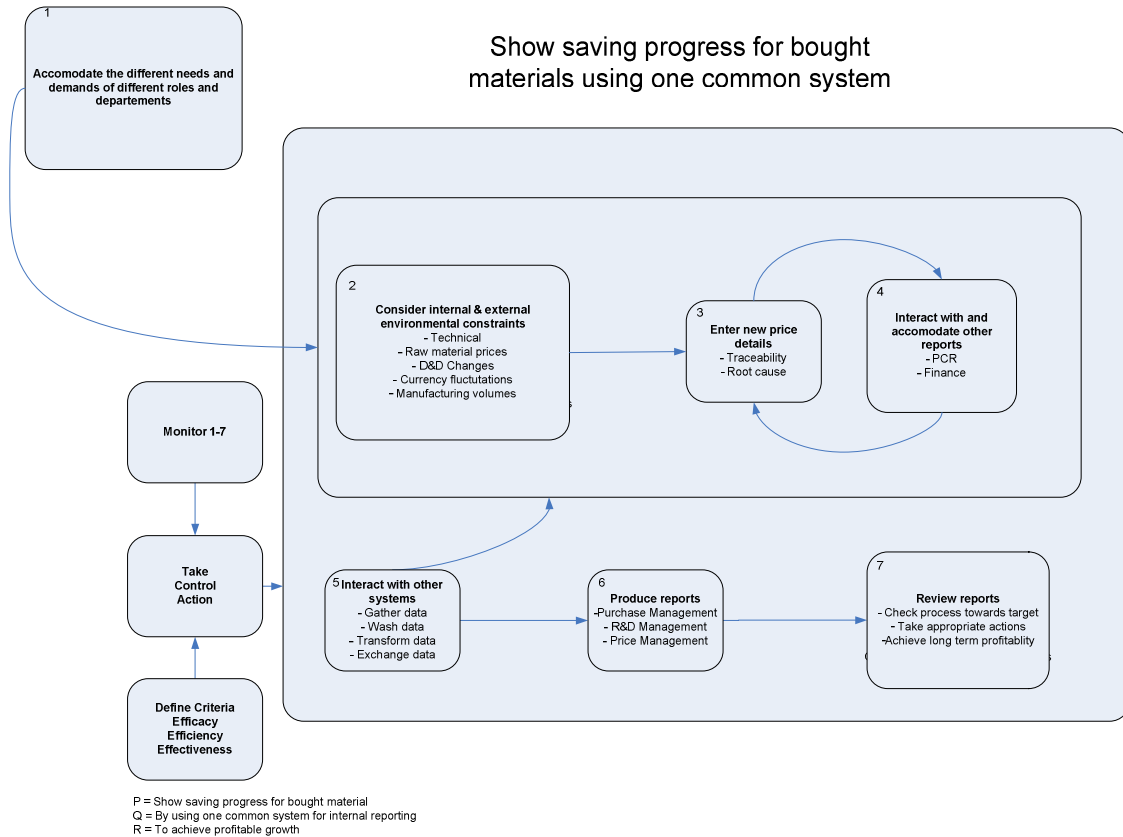 1
Accomodate the different needs and
demands of different roles and
departements
Show saving progress for bought
materials using one common system
2
Consider internal & external
environmental constraints
- Technical
- Raw material prices
- D&D Changes
- Currency fluctutations
- Manufacturing volumes
3
Enter new price
details
- Traceability
- Root cause
4
Interact with and
accomodate other
reports
- PCR
- Finance
Monitor 1-7
Take
Control
Action
Define Criteria
Efficacy
Efficiency
Effectiveness
5
Interact with other
systems
- Gather data
- Wash data
- Transform data
- Exchange data
6
Produce reports
-Purchase Management
- R&D Management
- Price Management
7
Review reports
- Check process towards target
- Take appropriate actions
-Achieve long term profitablity
P = Show saving progress for bought material
Q = By using one common system for internal reporting
R = To achieve profitable growth